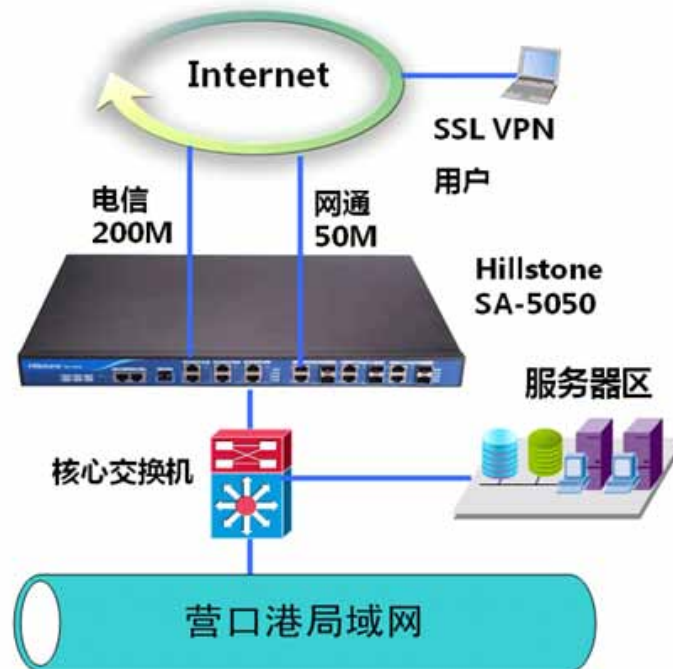 Internet
SSL VPN
用户
电信
200M
网通
50M
Hillstone
SA-5050
Hillstone
服务器区
核心交换机
营口港局域网